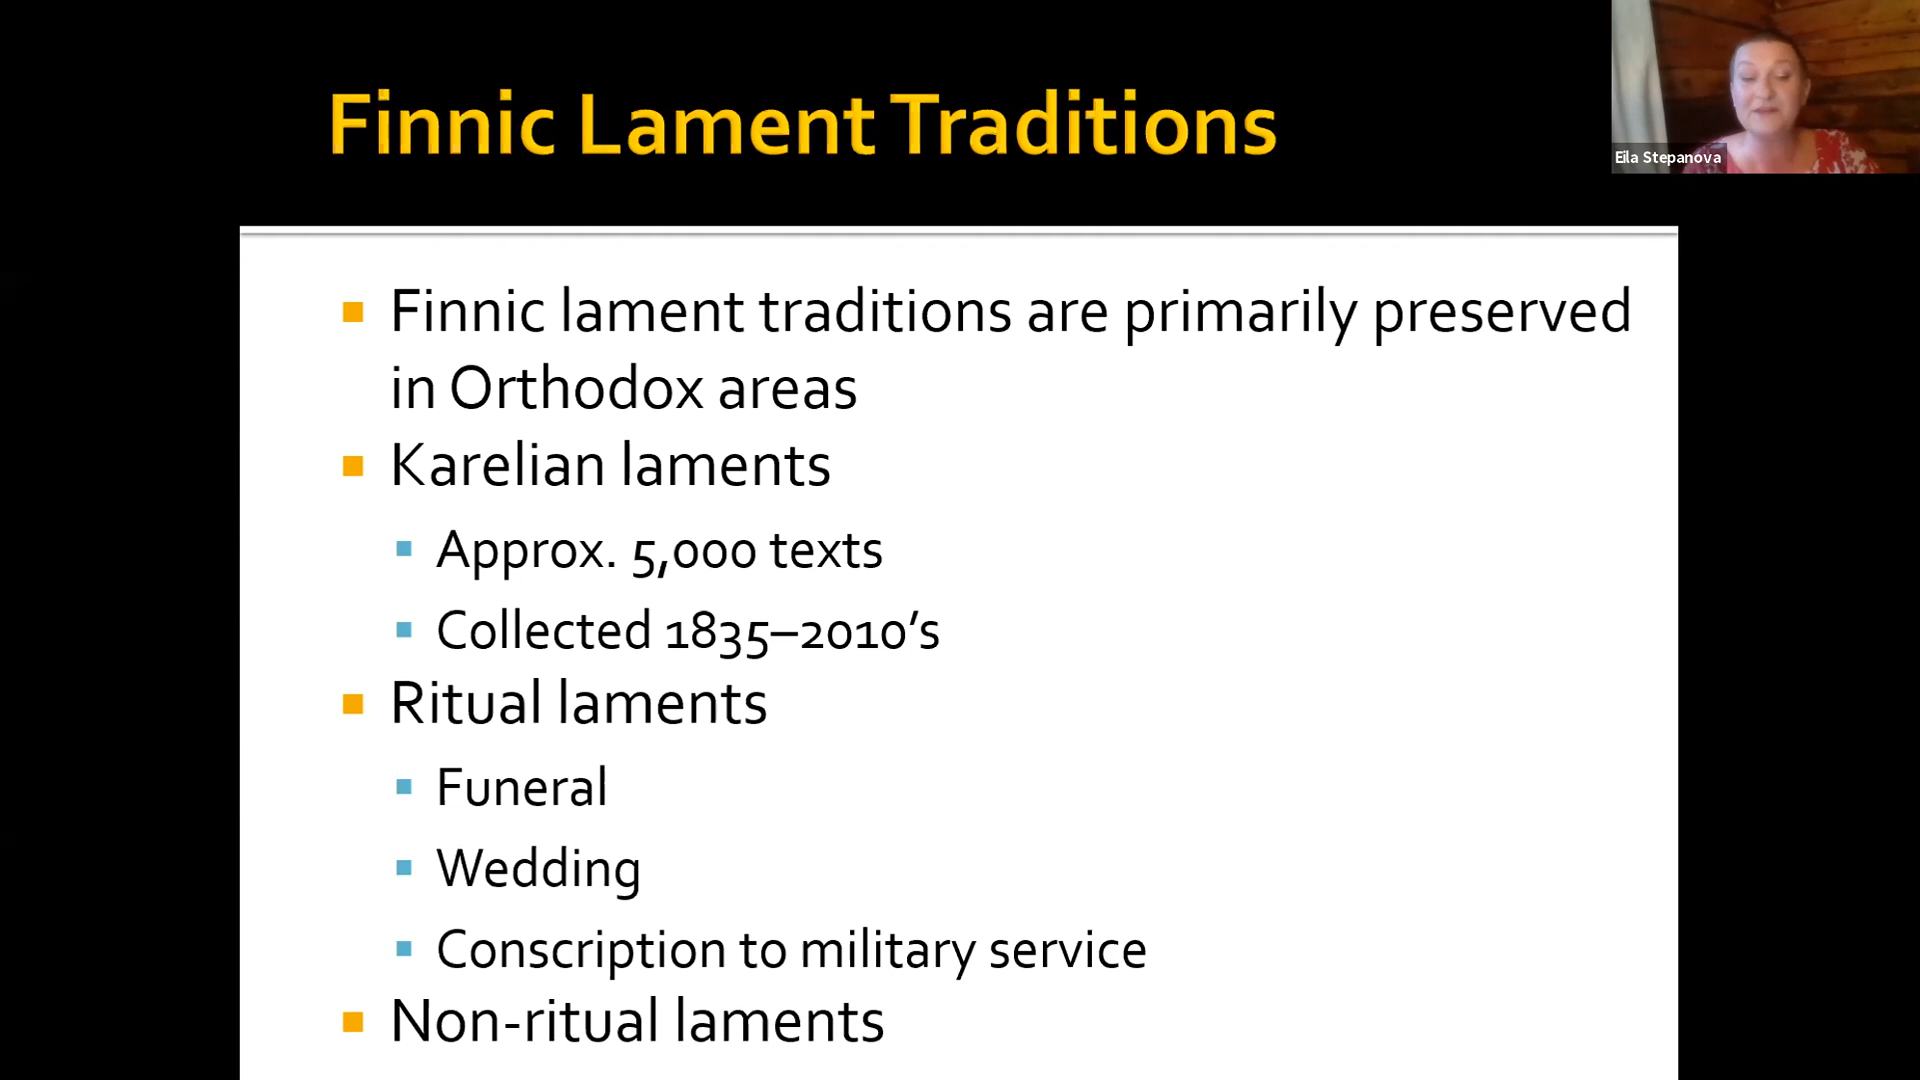 Finnic Lament Traditions
Eila Stepanova
Finnic lament traditions are primarily preserved
in Orthodox areas
Karelian laments
Approx. 5,000 texts
Collected 1835–2010’s
Ritual laments
Funeral
Wedding
Conscription to military service
Non-ritual laments